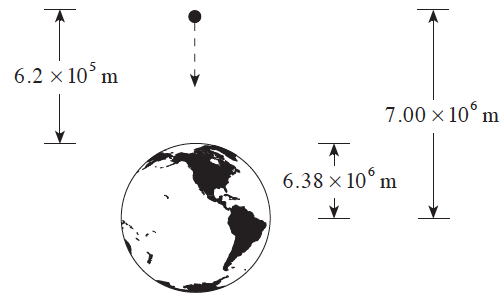 6.2 × 10⁵ m
7.00 × 10⁶ m
6.38 × 10⁶ m